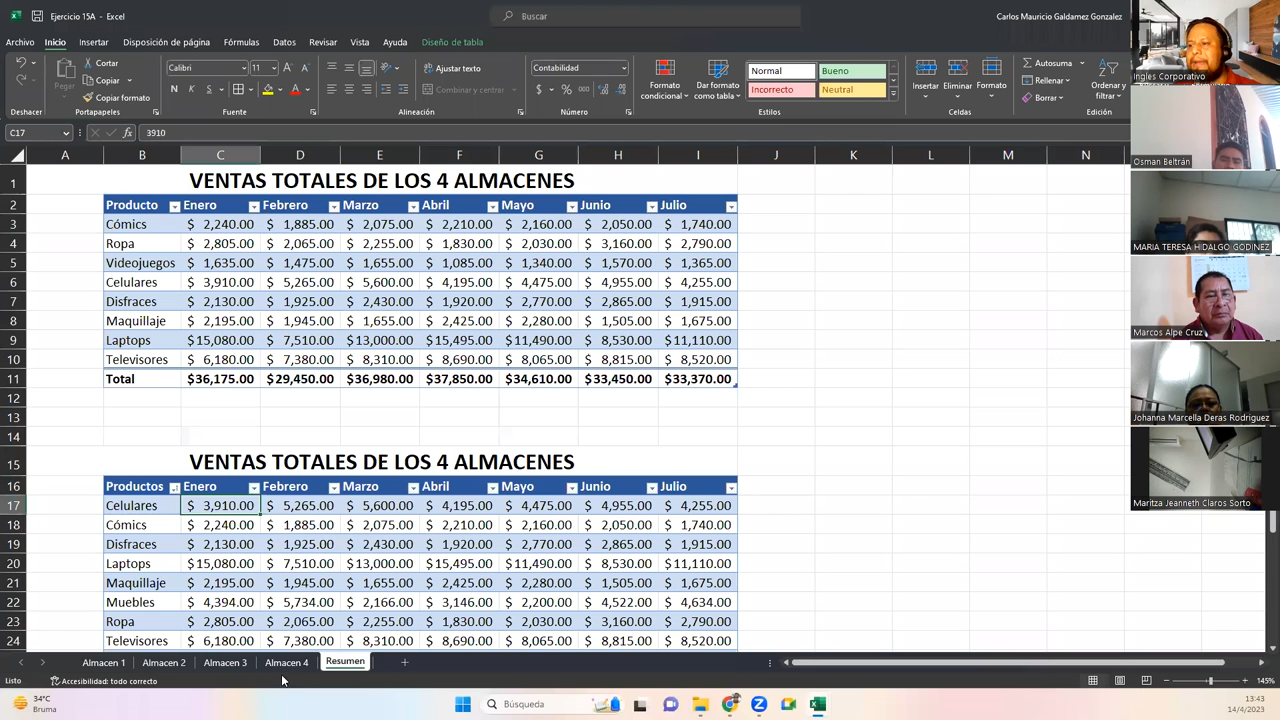 Ejercicio 15A - Excel
Buscar
Carlos Mauricio Galdamez Gonzalez
Archivo Inicio Insertar Disposición de página Fórmulas Datos Revisar Vista Ayuda Diseño de tabla
Pegar
Cortar
Copiar
Copiar formato
Calibri 11
N K S
Ajustar texto
Combinar y centrar
Contabilidad
$ % 000
Formato condicional
Dar formato como tabla
Normal Bueno
Incorrecto Neutral
Insertar Eliminar Formato
Autosuma
Rellenar
Borrar
Ordenar y filtrar
Deshacer Portapapeles Fuente Alineación Número Estilos Celdas Edición
C17 fx 3910
A B C D E F G H I J K L M N
1 VENTAS TOTALES DE LOS 4 ALMACENES
2 Producto Enero Febrero Marzo Abril Mayo Junio Julio
3 Cómics $ 2,240.00 $ 1,885.00 $ 2,075.00 $ 2,210.00 $ 2,160.00 $ 2,050.00 $ 1,740.00
4 Ropa $ 2,805.00 $ 2,065.00 $ 2,255.00 $ 1,830.00 $ 2,030.00 $ 3,160.00 $ 2,790.00
5 Videojuegos $ 1,635.00 $ 1,475.00 $ 1,655.00 $ 1,085.00 $ 1,340.00 $ 1,570.00 $ 1,365.00
6 Celulares $ 3,910.00 $ 5,265.00 $ 5,600.00 $ 4,195.00 $ 4,475.00 $ 4,955.00 $ 4,255.00
7 Disfraces $ 2,130.00 $ 1,925.00 $ 2,430.00 $ 1,920.00 $ 2,770.00 $ 2,865.00 $ 1,915.00
8 Maquillaje $ 2,195.00 $ 1,945.00 $ 1,655.00 $ 2,425.00 $ 2,280.00 $ 1,505.00 $ 1,675.00
9 Laptops $15,080.00 $ 7,510.00 $13,000.00 $15,495.00 $11,490.00 $ 8,530.00 $11,110.00
10 Televisores $ 6,180.00 $ 7,380.00 $ 8,310.00 $ 8,690.00 $ 8,065.00 $ 8,815.00 $ 8,520.00
11 Total $36,175.00 $29,450.00 $36,980.00 $37,850.00 $34,610.00 $33,450.00 $33,370.00
12
13
14
15 VENTAS TOTALES DE LOS 4 ALMACENES
16 Productos Enero Febrero Marzo Abril Mayo Junio Julio
17 Celulares $ 3,910.00 $ 5,265.00 $ 5,600.00 $ 4,195.00 $ 4,475.00 $ 4,955.00 $ 4,255.00
18 Cómics $ 2,240.00 $ 1,885.00 $ 2,075.00 $ 2,210.00 $ 2,160.00 $ 2,050.00 $ 1,740.00
19 Disfraces $ 2,130.00 $ 1,925.00 $ 2,430.00 $ 1,920.00 $ 2,770.00 $ 2,865.00 $ 1,915.00
20 Laptops $15,080.00 $ 7,510.00 $13,000.00 $15,495.00 $11,490.00 $ 8,530.00 $11,110.00
21 Maquillaje $ 2,195.00 $ 1,945.00 $ 1,655.00 $ 2,425.00 $ 2,280.00 $ 1,505.00 $ 1,675.00
22 Muebles $ 4,394.00 $ 5,734.00 $ 2,166.00 $ 3,146.00 $ 2,200.00 $ 4,522.00 $ 4,634.00
23 Ropa $ 2,805.00 $ 2,065.00 $ 2,255.00 $ 1,830.00 $ 2,030.00 $ 3,160.00 $ 2,790.00
24 Televisores $ 6,180.00 $ 7,380.00 $ 8,310.00 $ 8,690.00 $ 8,065.00 $ 8,815.00 $ 8,520.00
Almacen 1 Almacen 2 Almacen 3 Almacen 4 Resumen
Listo Accesibilidad: todo correcto 145%
34°C
Bruma
Búsqueda
13:43
14/4/2023
Ingles Corporativo
Osman Beltrán
MARIA TERESA HIDALGO GODINEZ
Marcos Alpe Cruz
Johanna Marcella Deras Rodriguez
Maritza Jeanneth Claros Sorto